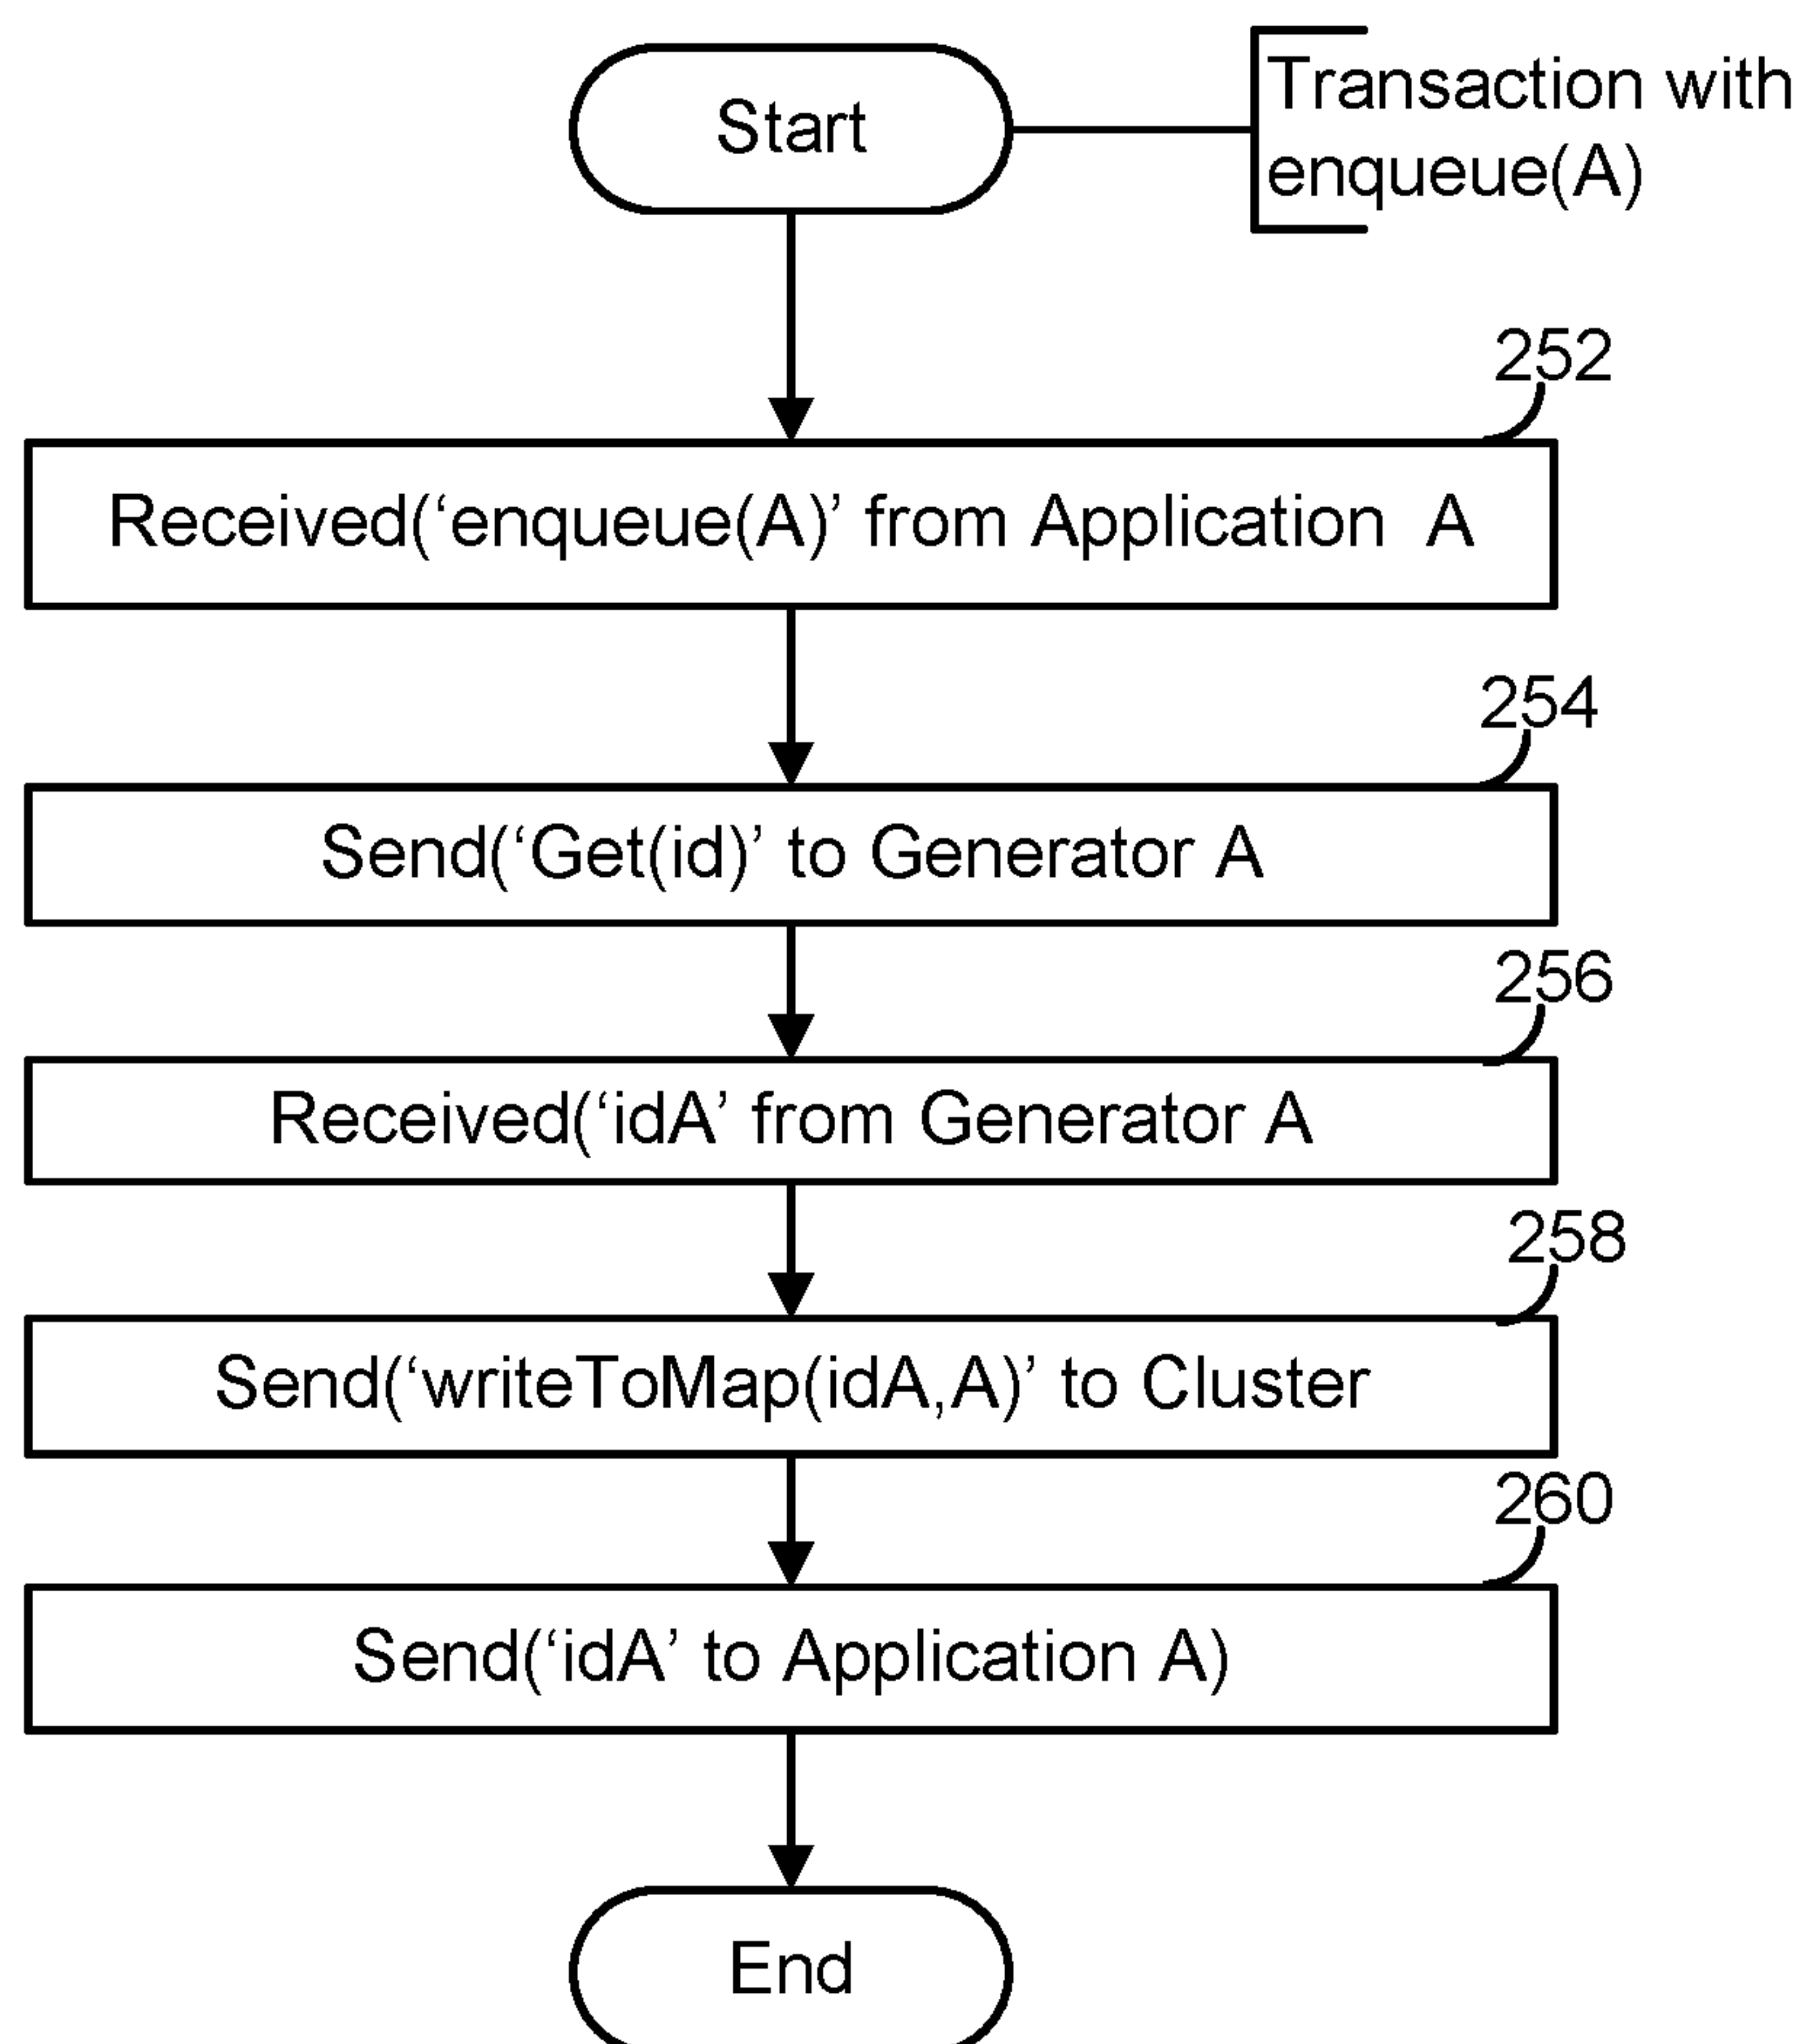 Start
Transaction with
enqueue(A)
252
Received(‘enqueue(A)’ from Application A
254
Send(‘Get(id)’ to Generator A
256
Received(‘idA’ from Generator A
258
Send(‘writeToMap(idA,A)’ to Cluster
260
Send(‘idA’ to Application A)
End